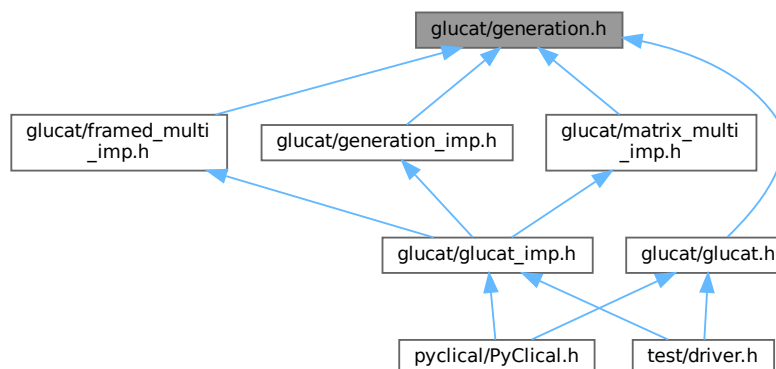 glucat/generation.h
glucat/framed_multi
_imp.h
glucat/generation_imp.h
glucat/matrix_multi
_imp.h
glucat/glucat_imp.h
glucat/glucat.h
pyclical/PyClical.h
test/driver.h